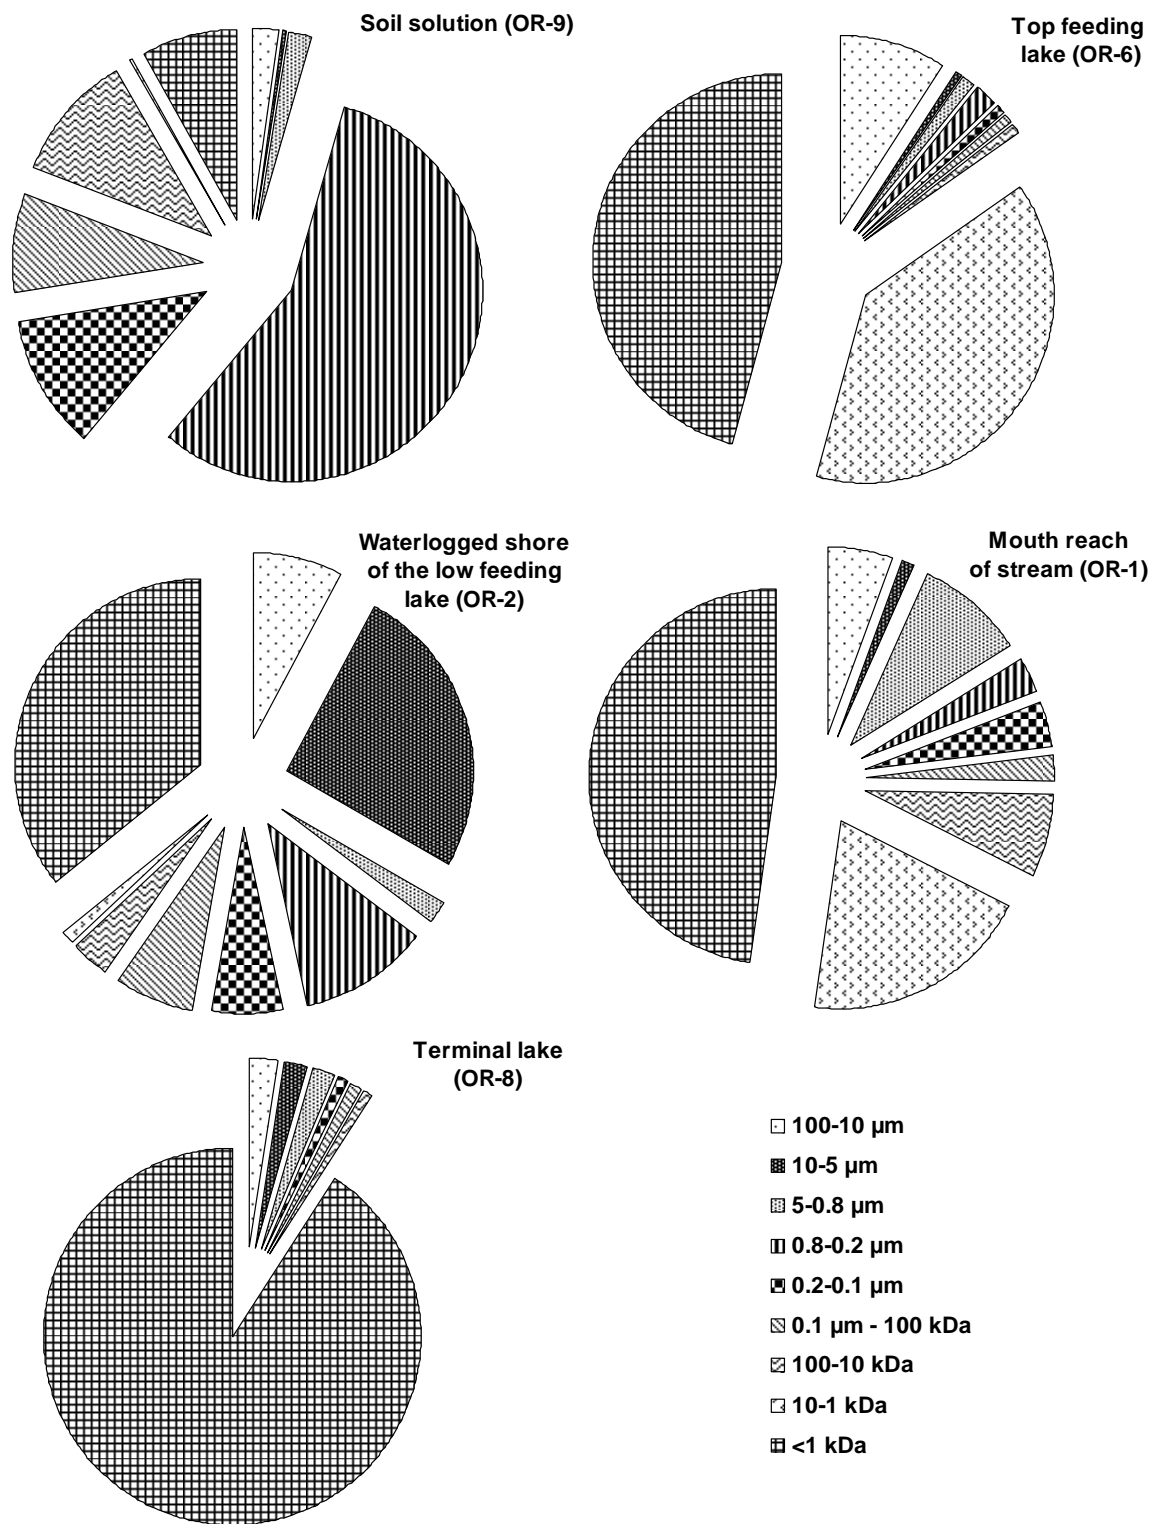 Soil solution (OR-9)
Top feeding
lake (OR-6)
Waterlogged shore
of the low feeding
lake (OR-2)
Mouth reach
of stream (OR-1)
Terminal lake
(OR-8)
100-10 µm
10-5 µm
5-0.8 µm
0.8-0.2 µm
0.2-0.1 µm
0.1 µm - 100 kDa
100-10 kDa
10-1 kDa
<1 kDa